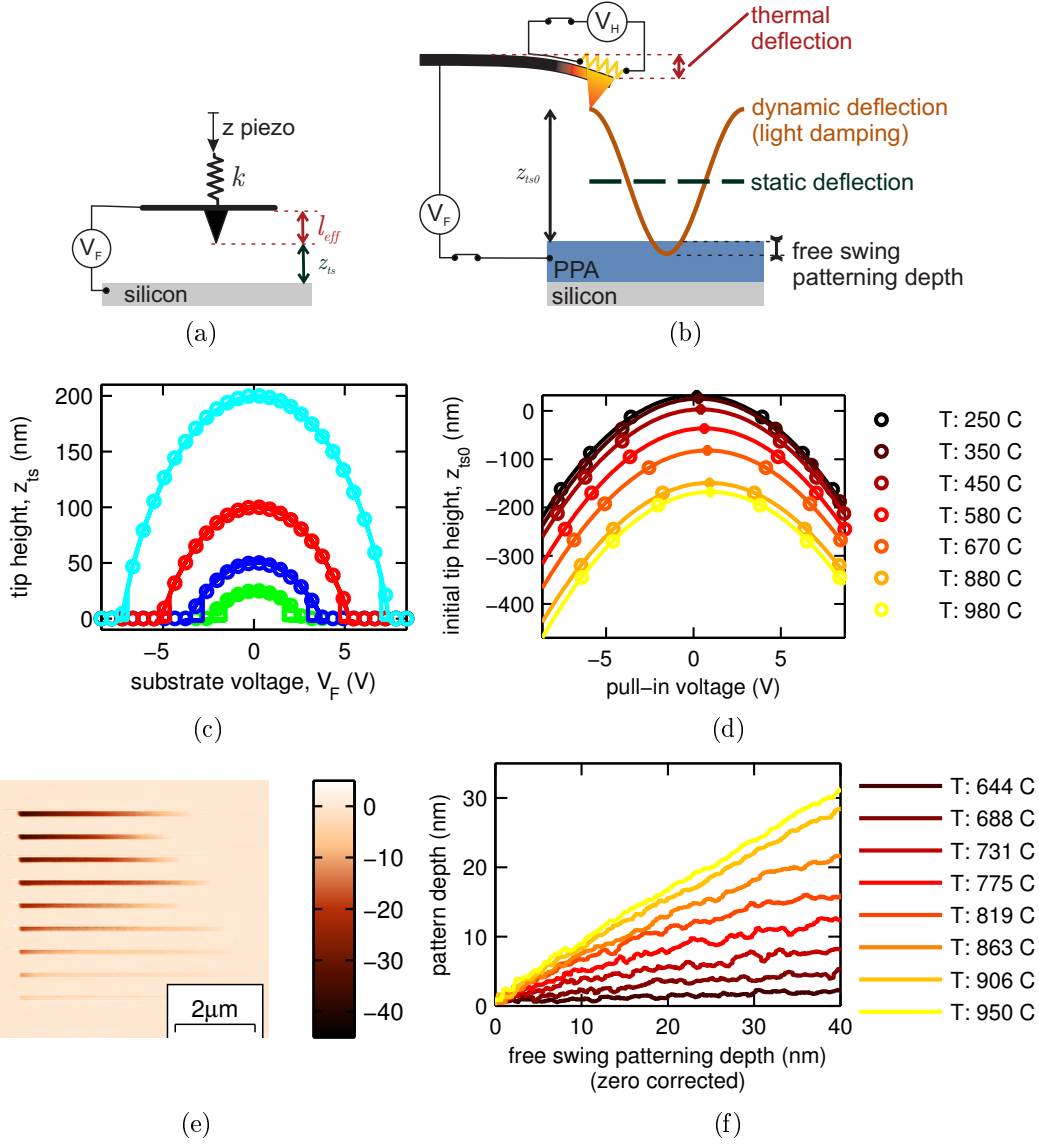 z piezo
k
l_eff
V_F
z_ts
silicon
(a)
V_H
thermal
deflection
dynamic deflection
(light damping)
z_ts0
static deflection
V_F
free swing
patterning depth
PPA
silicon
(b)
tip height, z_ts (nm)
200
150
100
50
0
−5 0 5
substrate voltage, V_F (V)
(c)
initial tip height, z_ts0 (nm)
0
−100
−200
−300
−400
−5 0 5
pull−in voltage (V)
(d)
T: 250 C
T: 350 C
T: 450 C
T: 580 C
T: 670 C
T: 880 C
T: 980 C
2μm
0
−10
−20
−30
−40
(e)
pattern depth (nm)
30
20
10
0
0 10 20 30 40
free swing patterning depth (nm)
(zero corrected)
(f)
T: 644 C
T: 688 C
T: 731 C
T: 775 C
T: 819 C
T: 863 C
T: 906 C
T: 950 C